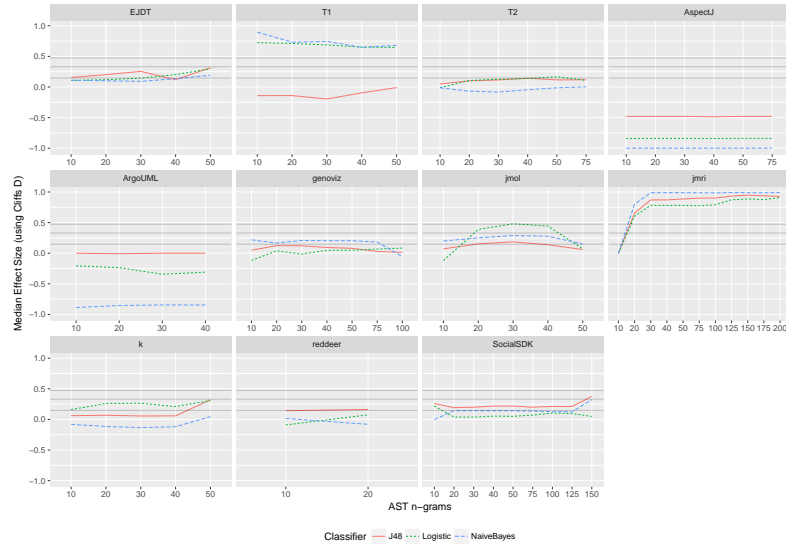 EJDT T1 T2 AspectJ
1.0
0.5
0.0
−0.5
−1.0
10 20 30 40 50
10 20 30 40 50
10 20 30 40 50 75
10 20 30 40 50 75
ArgoUML genoviz jmol jmri
1.0
0.5
0.0
−0.5
−1.0
10 20 30 40
10 20 30 40 50 75 100
10 20 30 40 50
10 20 30 40 50 75 100 125 150 175 200
k reddeer SocialSDK
1.0
0.5
0.0
−0.5
−1.0
10 20 30 40 50
10 20
10 20 30 40 50 75 100 125 150
Median Effect Size (using Cliffs D)
AST n-grams
Classifier J48 Logistic NaiveBayes